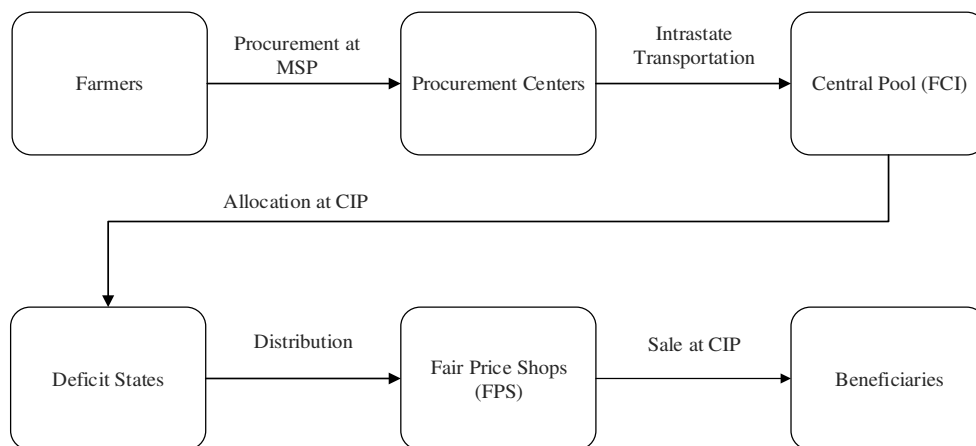 Farmers
Procurement at
MSP
Procurement Centers
Intrastate
Transportation
Central Pool (FCI)
Allocation at CIP
Deficit States
Distribution
Fair Price Shops
(FPS)
Sale at CIP
Beneficiaries